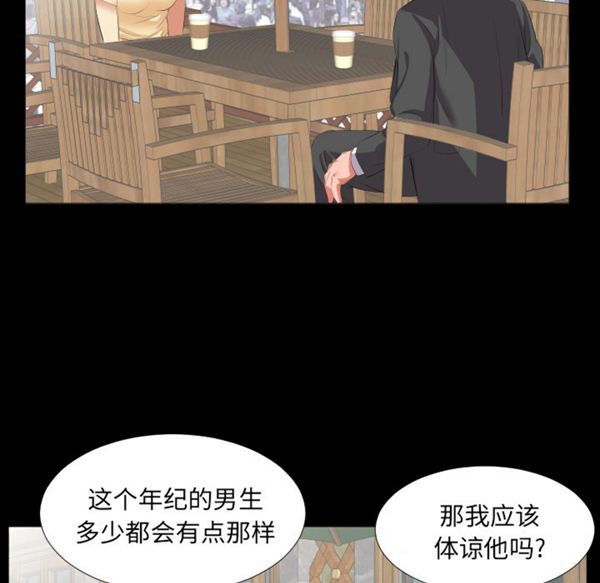 这个年纪的男生
多少都会有点那样
那我应该
体谅他吗?